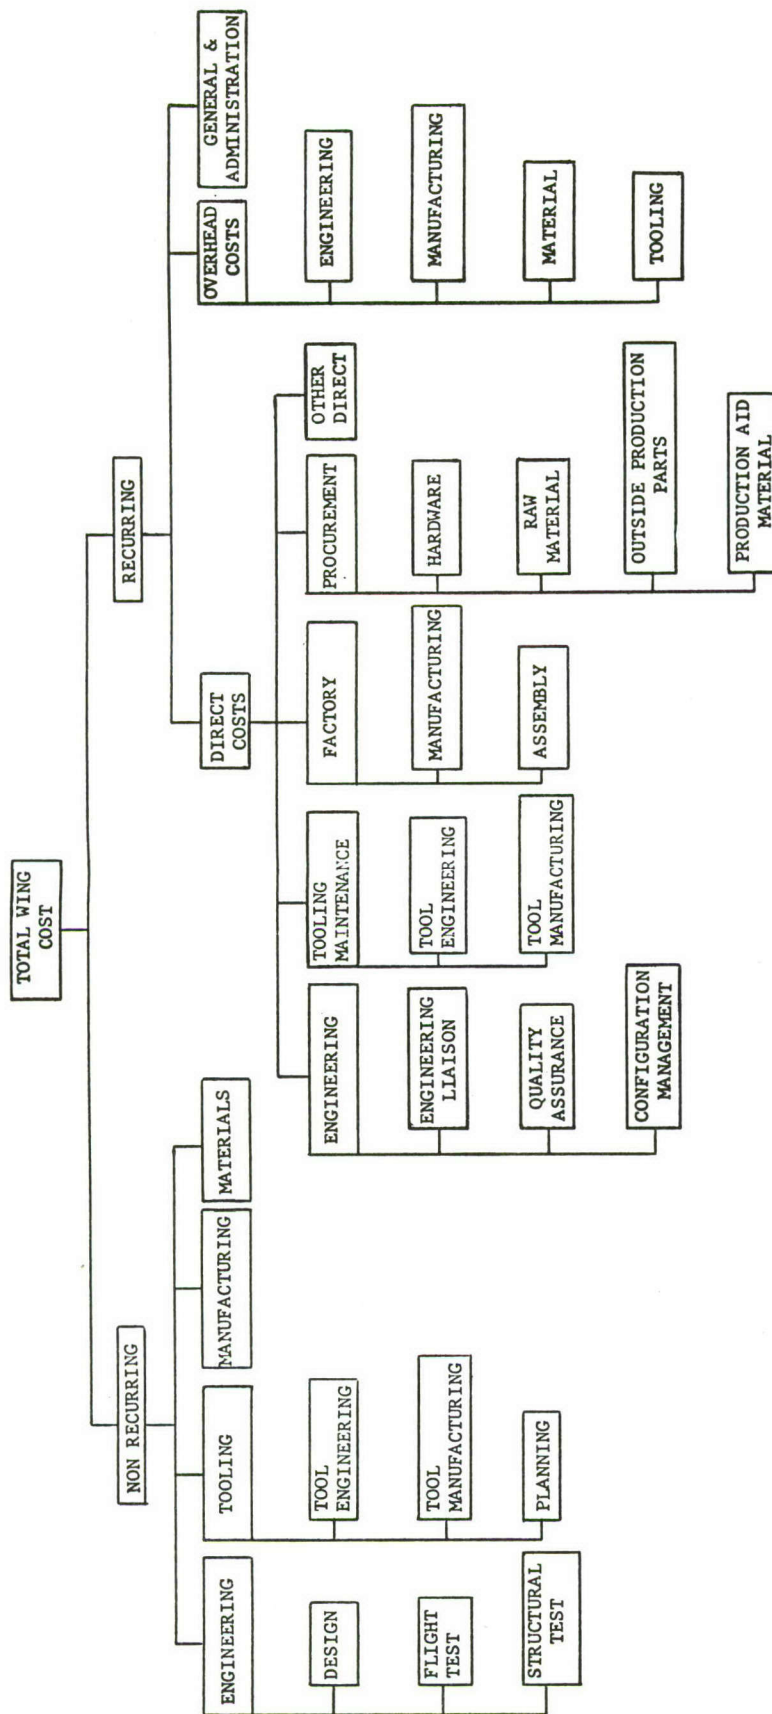 TOTAL WING
COST
NON RECURRING
RECURRING
ENGINEERING
TOOLING
MANUFACTURING
MATERIALS
DIRECT
COSTS
OVERHEAD
COSTS
GENERAL &
ADMINISTRATION
DESIGN
FLIGHT
TEST
STRUCTURAL
TEST
TOOL
ENGINEERING
TOOL
MANUFACTURING
PLANNING
ENGINEERING
TOOLING
MAINTENANCE
FACTORY
PROCUREMENT
OTHER
DIRECT
ENGINEERING
LIAISON
QUALITY
ASSURANCE
CONFIGURATION
MANAGEMENT
TOOL
ENGINEERING
TOOL
MANUFACTURING
MANUFACTURING
ASSEMBLY
HARDWARE
RAW
MATERIAL
OUTSIDE PRODUCTION
PARTS
PRODUCTION AID
MATERIAL
ENGINEERING
MANUFACTURING
MATERIAL
TOOLING